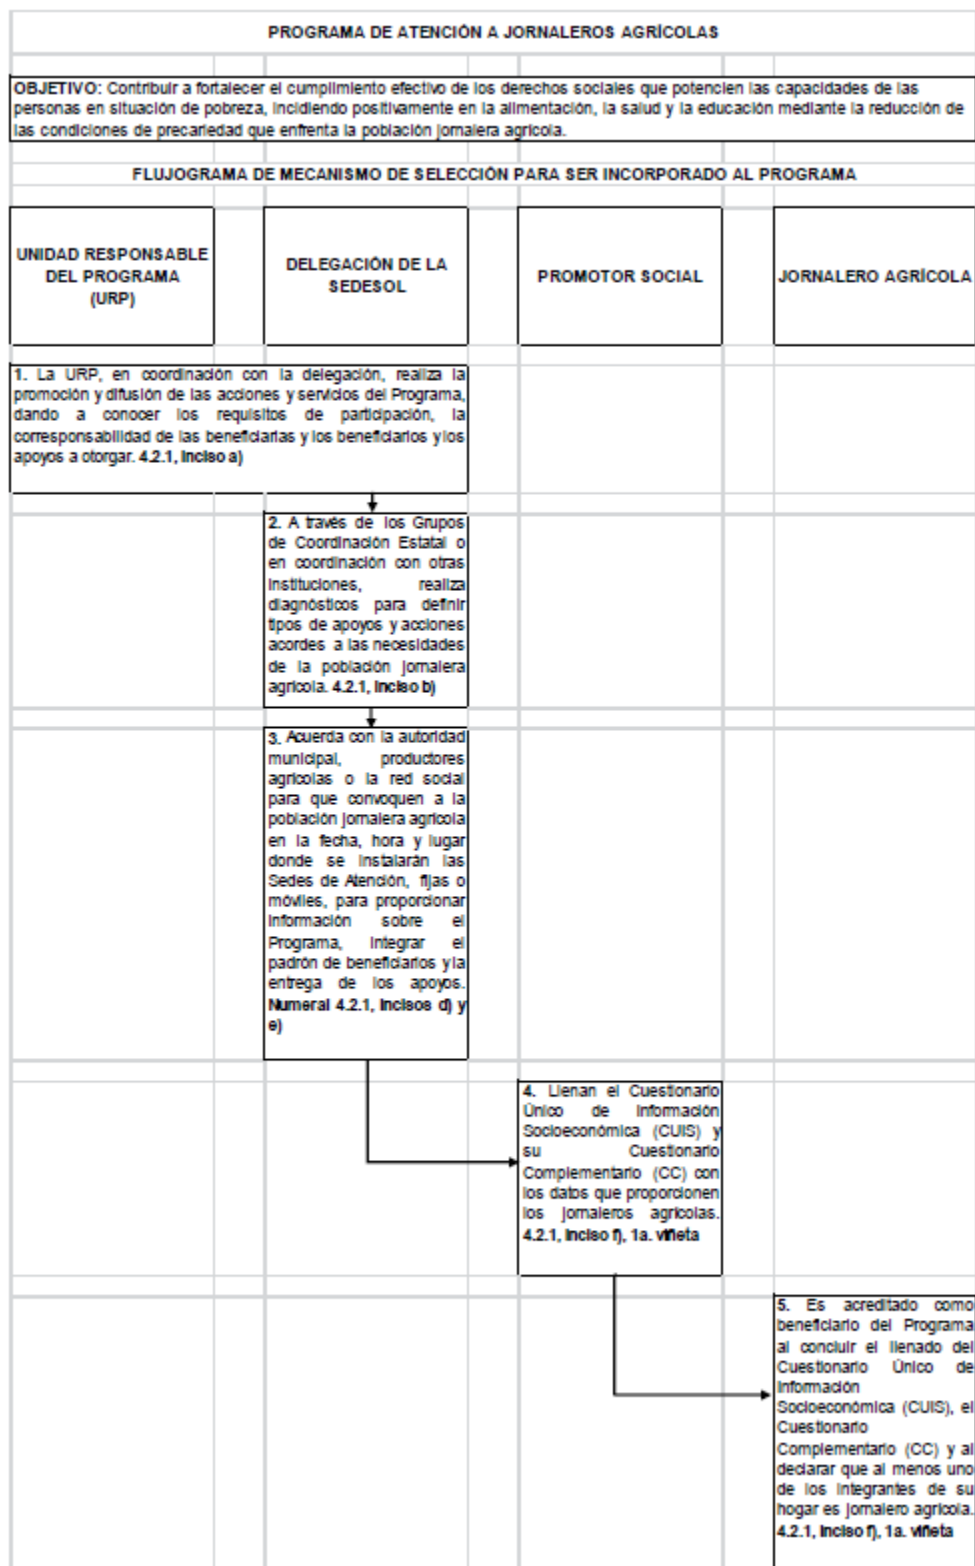 PROGRAMA DE ATENCIÓN A JORNALEROS AGRÍCOLAS
OBJETIVO: Contribuir a fortalecer el cumplimiento efectivo de los derechos sociales que potencien las capacidades de las
personas en situación de pobreza, incidiendo positivamente en la alimentación, la salud y la educación mediante la reducción de
las condiciones de precariedad que enfrenta la población jornalera agrícola.
FLUJOGRAMA DE MECANISMO DE SELECCIÓN PARA SER INCORPORADO AL PROGRAMA
UNIDAD RESPONSABLE
DEL PROGRAMA
(URP)
DELEGACIÓN DE LA
SEDESOL
PROMOTOR SOCIAL
JORNALERO AGRÍCOLA
1. La URP, en coordinación con la delegación, realiza la
promoción y difusión de las acciones y servicios del Programa,
dando a conocer los requisitos de participación, la
corresponsabilidad de las beneficiarias y los beneficiarios y los
apoyos a otorgar. 4.2.1, inciso a)
2. A través de los Grupos
de Coordinación Estatal o
en coordinación con otras
instituciones, realiza
diagnósticos para definir
tipos de apoyos y acciones
acordes a las necesidades
de la población jornalera
agrícola. 4.2.1, inciso b)
3. Acuerda con la autoridad
municipal, productores
agrícolas o la red social
para que convoquen a la
población jornalera agrícola
en la fecha, hora y lugar
donde se instalarán las
Sedes de Atención, fijas o
móviles, para proporcionar
información sobre el
Programa, integrar el
padrón de beneficiarios y la
entrega de los apoyos.
Numeral 4.2.1, incisos d) y
e)
4. Llenan el Cuestionario
Único de Información
Socioeconómica (CUIS) y
su Cuestionario
Complementario (CC) con
los datos que proporcionen
los jornaleros agrícolas.
4.2.1, inciso f), 1a. viñeta
5. Es acreditado como
beneficiario del Programa
al concluir el llenado del
Cuestionario Único de
Información
Socioeconómica (CUIS), el
Cuestionario
Complementario (CC) y al
declarar que al menos uno
de los integrantes de su
hogar es jornalero agrícola.
4.2.1, inciso f), 1a. viñeta